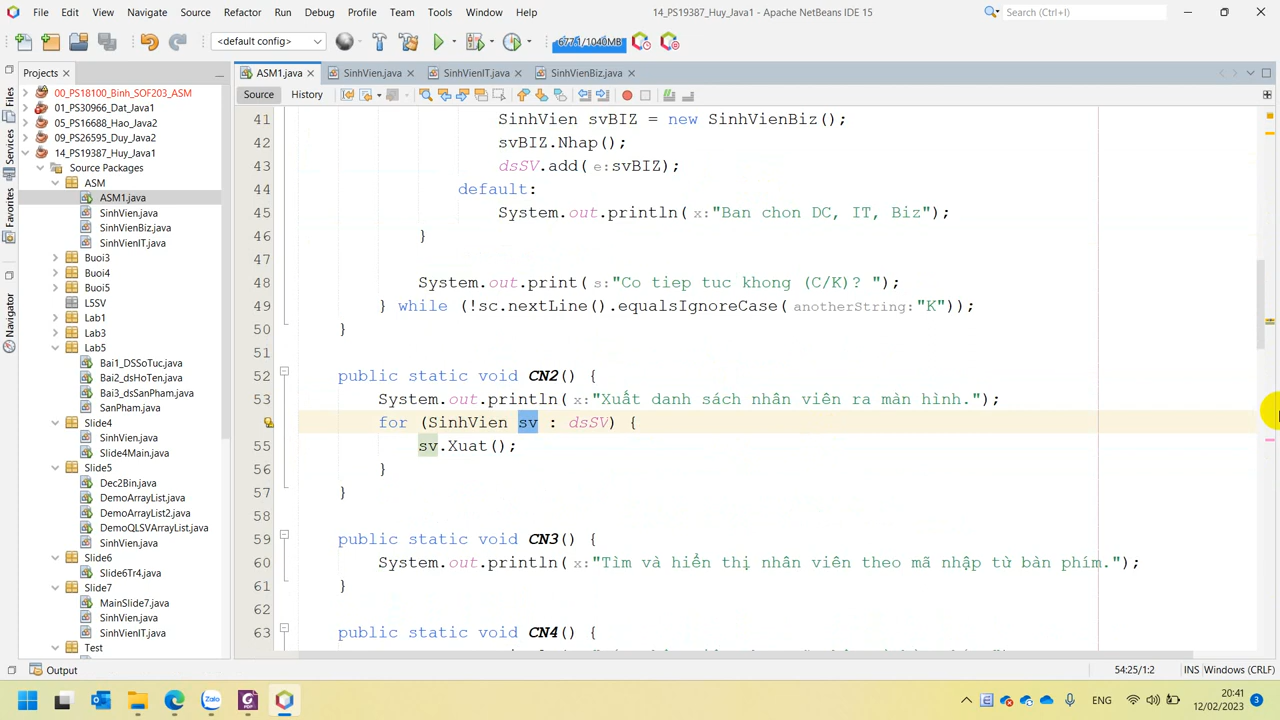 File Edit View Navigate Source Refactor Run Debug Profile Team Tools Window Help
14_PS19387_Huy_Java1 - Apache NetBeans IDE 15
Search (Ctrl+I)
<default config>
677.1/1040MB
Projects
ASM1.java SinhVien.java SinhVienIT.java SinhVienBiz.java
Source History
Files
Services
Favorites
Navigator
00_PS18100_Binh_SOF203_ASM
01_PS30966_Dat_Java1
05_PS16688_Hao_Java2
09_PS26595_Duy_Java2
14_PS19387_Huy_Java1
Source Packages
ASM
ASM1.java
SinhVien.java
SinhVienBiz.java
SinhVienIT.java
Buoi3
Buoi4
Buoi5
L5SV
Lab1
Lab3
Lab5
Bai1_DSSoTuc.java
Bai2_dsHoTen.java
Bai3_dsSanPham.java
SanPham.java
Slide4
SinhVien.java
Slide4Main.java
Slide5
Dec2Bin.java
DemoArrayList.java
DemoArrayList2.java
DemoQLSVArrayList.java
SinhVien.java
Slide6
Slide6Tr4.java
Slide7
MainSlide7.java
SinhVien.java
SinhVienIT.java
Test
41 SinhVien svBIZ = new SinhVienBiz();
42 svBIZ.Nhap();
43 dsSV.add(e:svBIZ);
44 default:
45 System.out.println(x:"Ban chon DC, IT, Biz");
46 }
47
48 System.out.print(s:"Co tiep tuc khong (C/K)? ");
49 } while (!sc.nextLine().equalsIgnoreCase(anotherString:"K"));
50 }
51
52 public static void CN2() {
53 System.out.println(x:"Xuất danh sách nhân viên ra màn hình.");
for (SinhVien sv : dsSV) {
55 sv.Xuat();
56 }
57 }
58
59 public static void CN3() {
60 System.out.println(x:"Tìm và hiển thị nhân viên theo mã nhập từ bàn phím.");
61 }
62
63 public static void CN4() {
Output
54:25/1:2 INS Windows (CRLF)
Zalo
PDF
ENG
20:41
12/02/2023
3